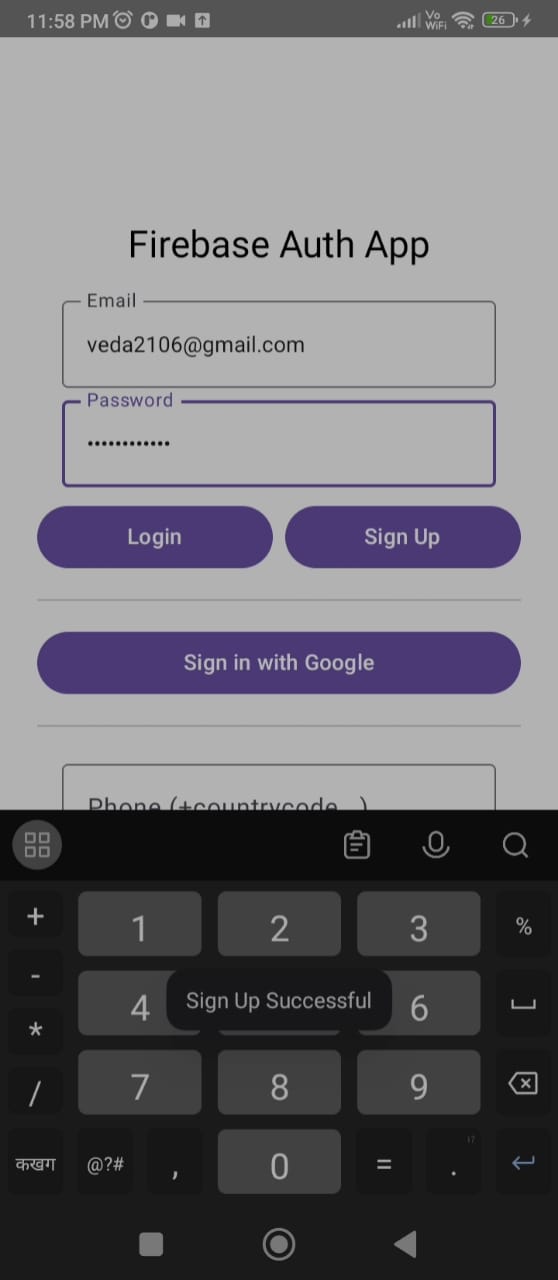 11:58 PM Vo WiFi 26
Firebase Auth App
Email
veda2106@gmail.com
Password
••••••••••••
Login Sign Up
Sign in with Google
Phone (+countrycode...)
+ 1 2 3 %
- 4 6
Sign Up Successful
*
/ 7 8 9
कखग @?# , 0 = .